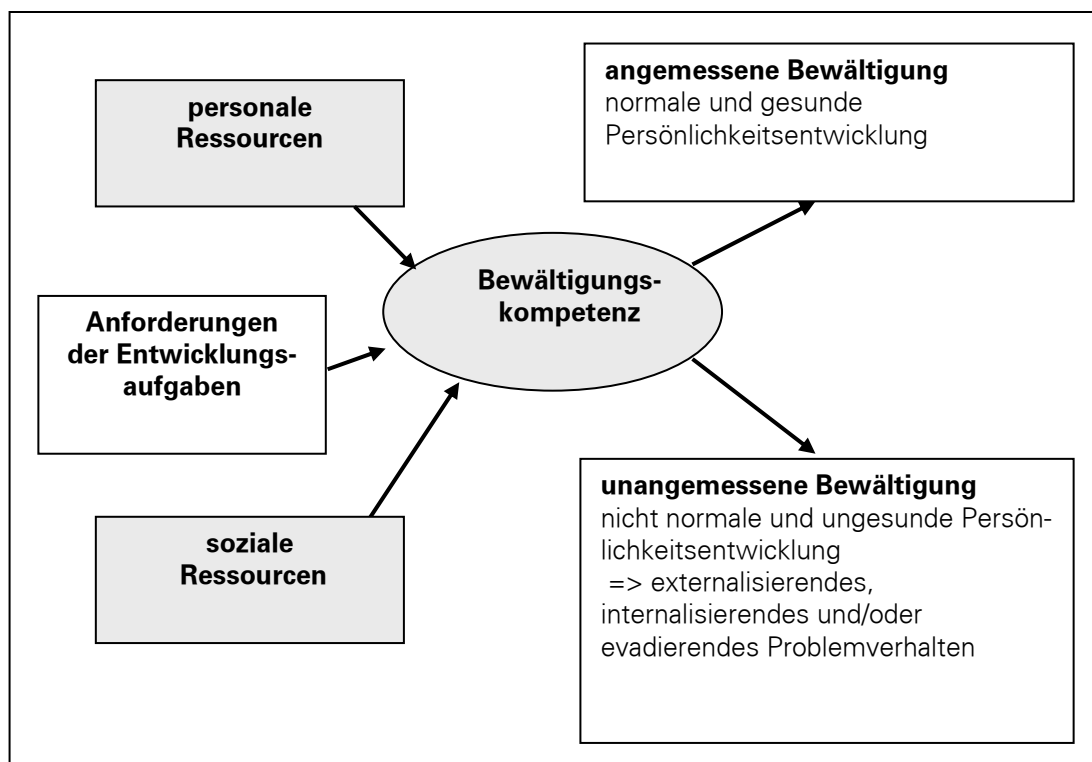 personale
Ressourcen
Anforderungen
der Entwicklungs-
aufgaben
soziale
Ressourcen
Bewältigungs-
kompetenz
angemessene Bewältigung
normale und gesunde
Persönlichkeitsentwicklung
unangemessene Bewältigung
nicht normale und ungesunde Persön-
lichkeitsentwicklung
=> externalisierendes,
internalisierendes und/oder
evadierendes Problemverhalten